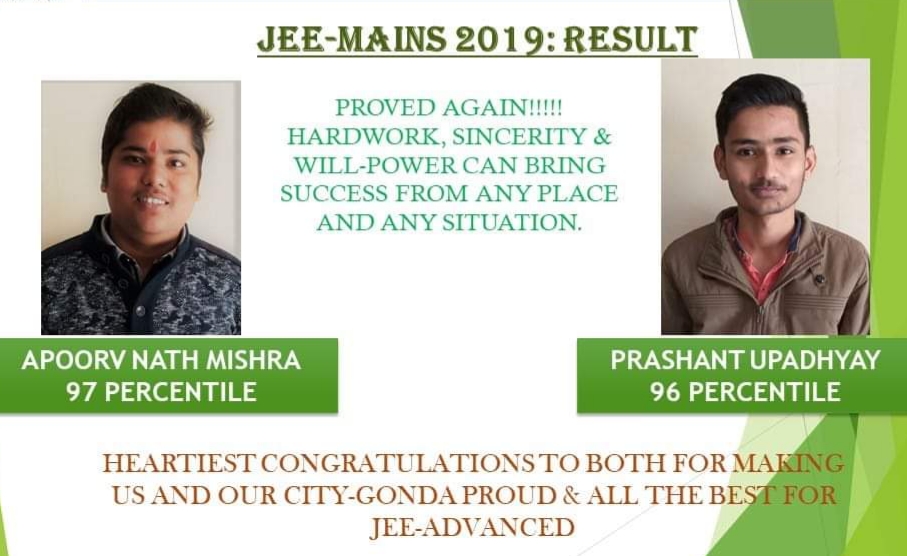 JEE-MAINS 2019: RESULT
PROVED AGAIN!!!!!
HARDWORK, SINCERITY &
WILL-POWER CAN BRING
SUCCESS FROM ANY PLACE
AND ANY SITUATION.
APOORV NATH MISHRA
97 PERCENTILE
PRASHANT UPADHYAY
96 PERCENTILE
HEARTIEST CONGRATULATIONS TO BOTH FOR MAKING
US AND OUR CITY-GONDA PROUD & ALL THE BEST FOR
JEE-ADVANCED